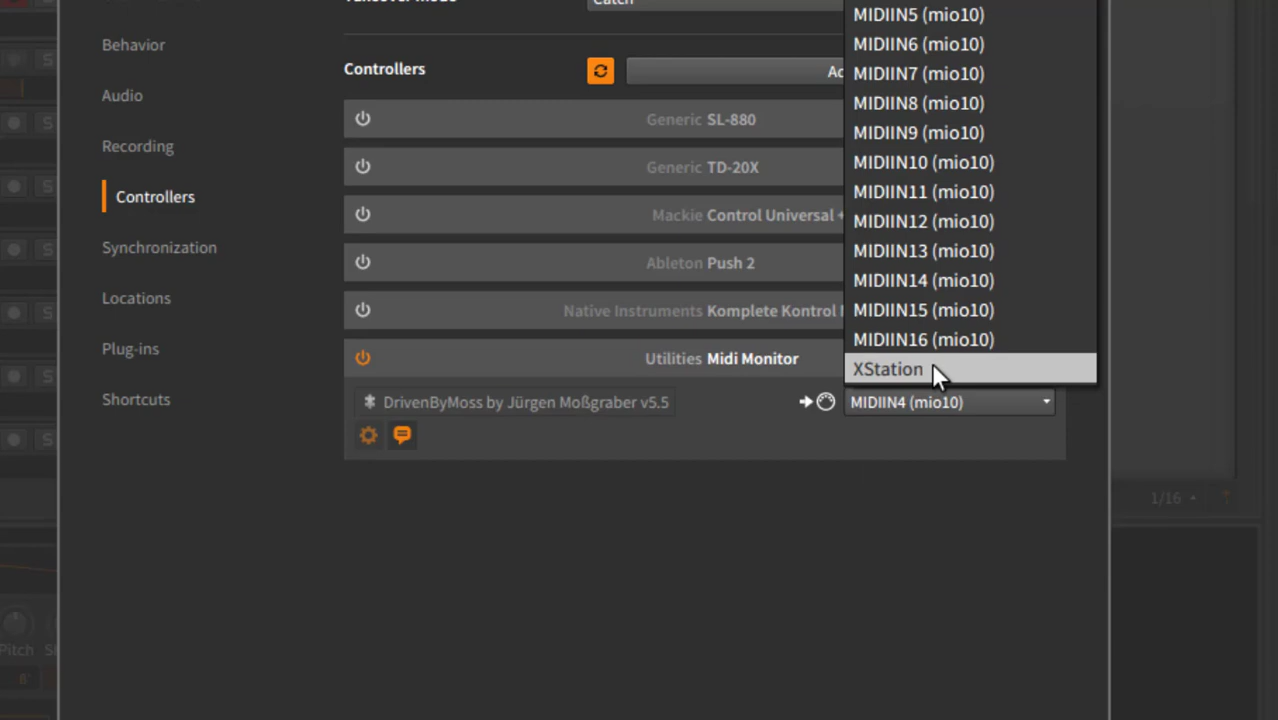 Catch
MIDIIN5 (mio10)
Behavior
MIDIIN6 (mio10)
Controllers
MIDIIN7 (mio10)
Audio
MIDIIN8 (mio10)
Generic SL-880
MIDIIN9 (mio10)
Recording
Generic TD-20X
MIDIIN10 (mio10)
Controllers
MIDIIN11 (mio10)
Mackie Control Universal +
MIDIIN12 (mio10)
Synchronization
MIDIIN13 (mio10)
Ableton Push 2
MIDIIN14 (mio10)
Locations
Native Instruments Komplete Kontrol
MIDIIN15 (mio10)
MIDIIN16 (mio10)
Plug-ins
Utilities Midi Monitor
XStation
Shortcuts
DrivenByMoss by Jürgen Moßgraber v5.5
MIDIIN4 (mio10)
1/16
Pitch
8'